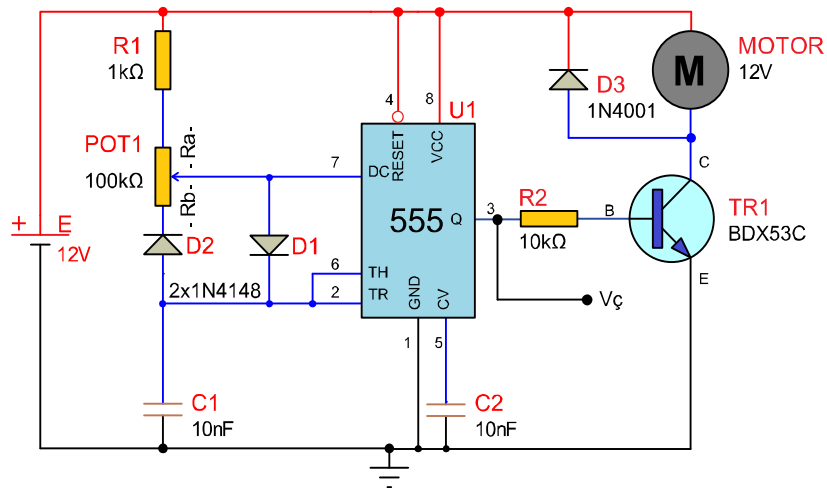 R1
1kΩ
POT1
100kΩ
- Rb- - Ra-
+ E
12V
D2
D1
2x1N4148
C1
10nF
4
8
U1
7
DC
RESET
VCC
555
Q
3
6
TH
2
TR
GND
CV
1
5
C2
10nF
R2
10kΩ
Vç
D3
1N4001
M
MOTOR
12V
C
B
E
TR1
BDX53C